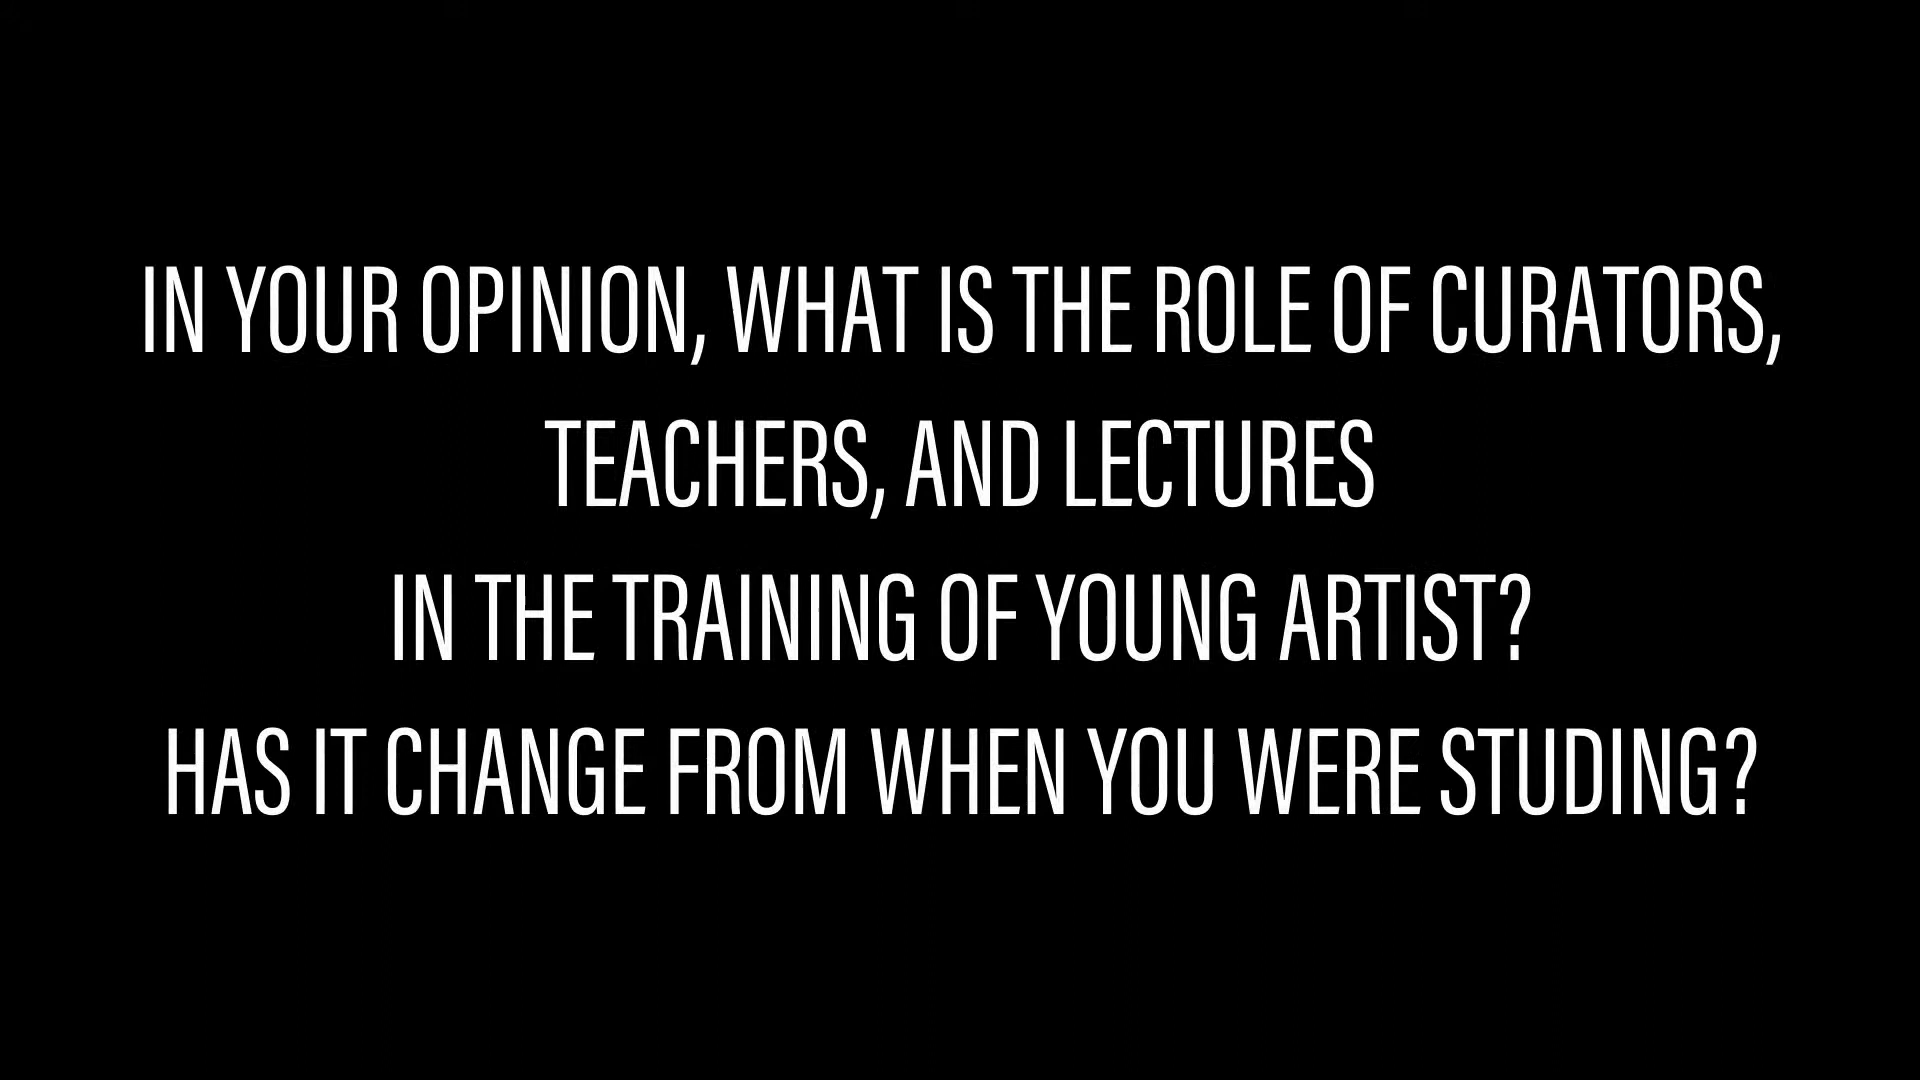 IN YOUR OPINION, WHAT IS THE ROLE OF CURATORS,
TEACHERS, AND LECTURES
IN THE TRAINING OF YOUNG ARTIST?
HAS IT CHANGE FROM WHEN YOU WERE STUDING?